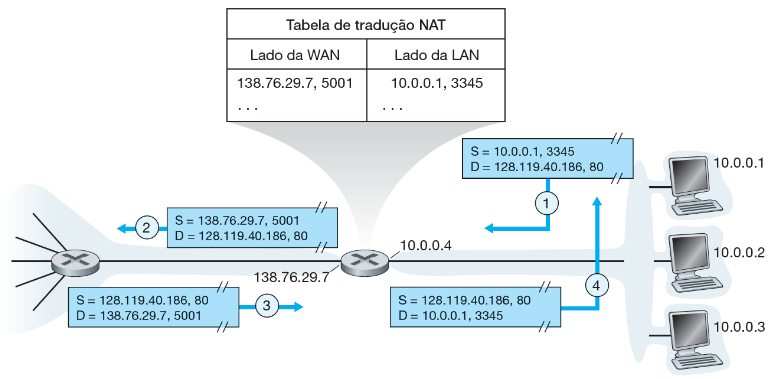 Tabela de tradução NAT
Lado da WAN
Lado da LAN
138.76.29.7, 5001
10.0.0.1, 3345
. . .
. . .
S = 10.0.0.1, 3345
D = 128.119.40.186, 80
10.0.0.1
1
S = 138.76.29.7, 5001
D = 128.119.40.186, 80
2
10.0.0.4
10.0.0.2
138.76.29.7
S = 128.119.40.186, 80
D = 138.76.29.7, 5001
3
S = 128.119.40.186, 80
D = 10.0.0.1, 3345
4
10.0.0.3